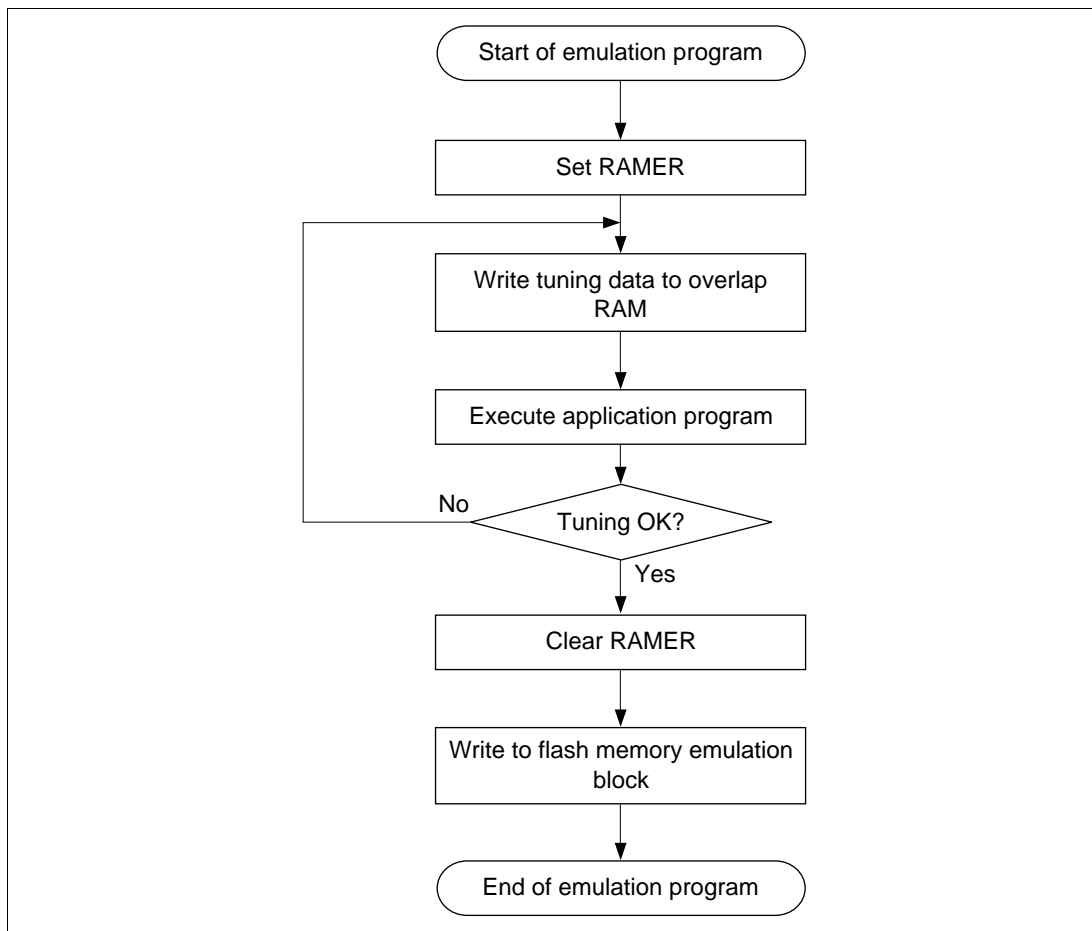 Start of emulation program
Set RAMER
Write tuning data to overlap
RAM
Execute application program
No
Tuning OK?
Yes
Clear RAMER
Write to flash memory emulation
block
End of emulation program